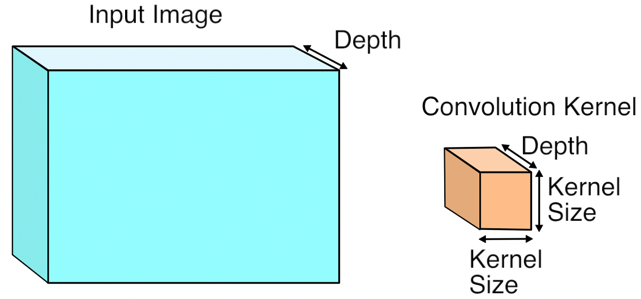 Input Image
Depth
Convolution Kernel
Depth
Kernel
Size
Kernel
Size